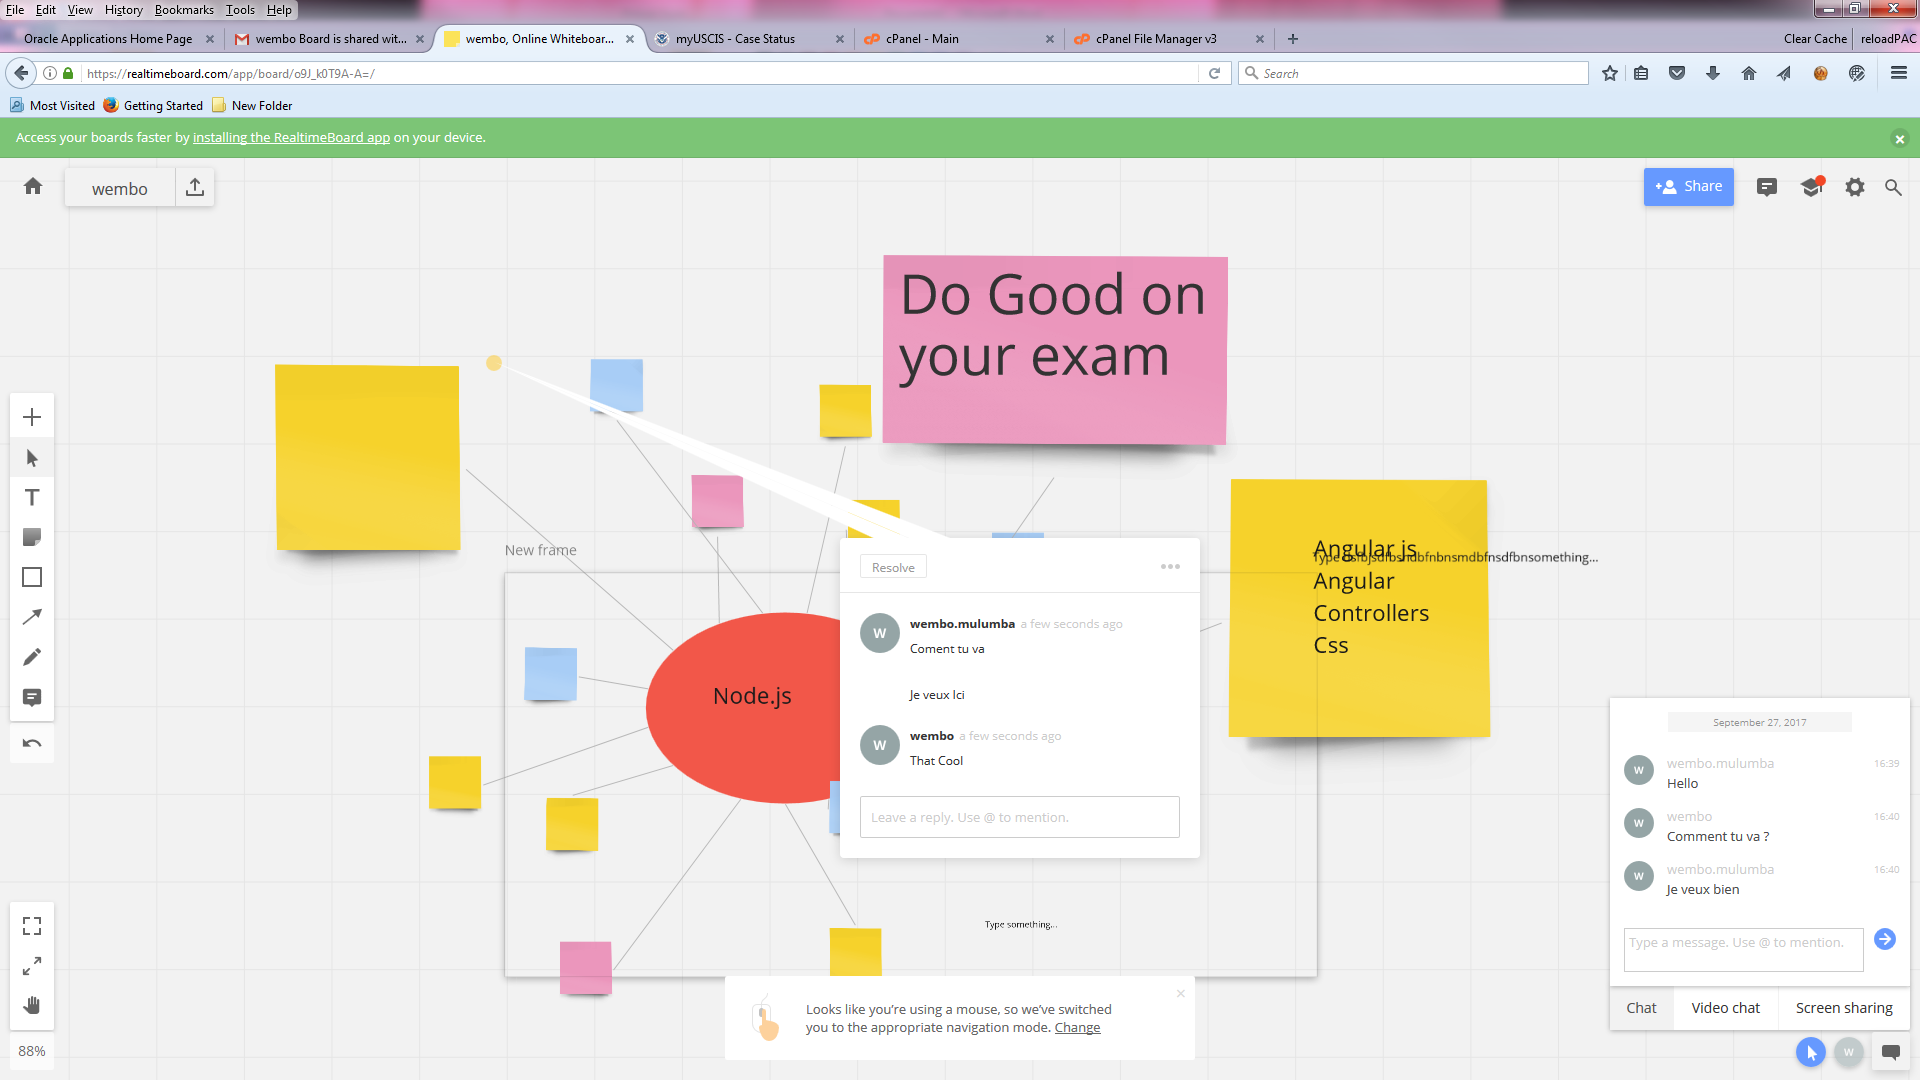 File Edit View History Bookmarks Tools Help
Oracle Applications Home Page
wembo Board is shared wit...
wembo, Online Whiteboar...
myUSCIS - Case Status
cPanel - Main
cPanel File Manager v3
Clear Cache
reloadPAC
https://realtimeboard.com/app/board/o9J_k0T9A-A=/
Search
Most Visited Getting Started New Folder
Access your boards faster by installing the RealtimeBoard app on your device.
wembo
Share
Do Good on
your exam
New frame
Node.js
Resolve
W
wembo.mulumba a few seconds ago
Coment tu va
Je veux Ici
W
wembo a few seconds ago
That Cool
Leave a reply. Use @ to mention.
Angular js
Angular
Controllers
Css
Type something...
September 27, 2017
W
wembo.mulumba 16:39
Hello
W
wembo 16:40
Comment tu va ?
W
wembo.mulumba 16:40
Je veux bien
Type a message. Use @ to mention.
Chat Video chat Screen sharing
W
Looks like you're using a mouse, so we've switched
you to the appropriate navigation mode. Change
T
88%